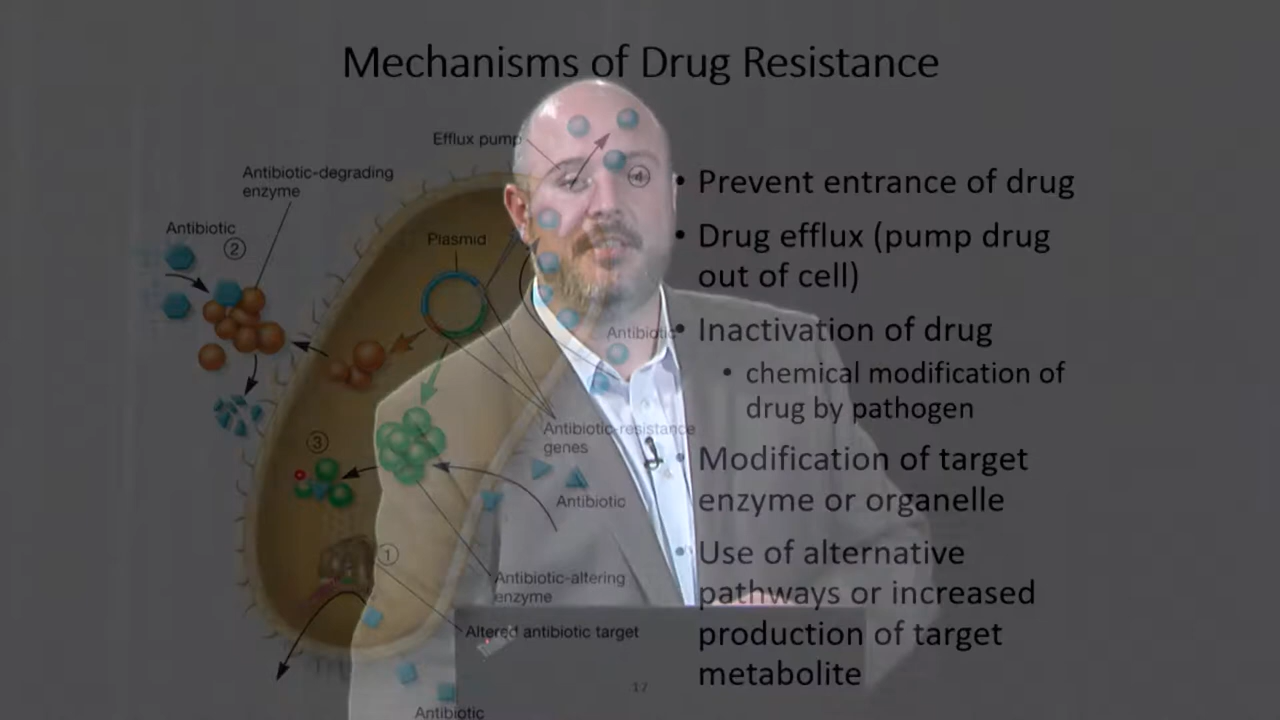 Mechanisms of Drug Resistance
Efflux pump
④
Antibiotic-degrading
enzyme
Antibiotic
②
Plasmid
Antibiotic
Antibiotic-resistance
genes
③
Antibiotic
①
Antibiotic-altering
enzyme
Altered antibiotic target
Antibiotic
• Prevent entrance of drug
• Drug efflux (pump drug
out of cell)
• Inactivation of drug
• chemical modification of
drug by pathogen
• Modification of target
enzyme or organelle
• Use of alternative
pathways or increased
production of target
metabolite
17